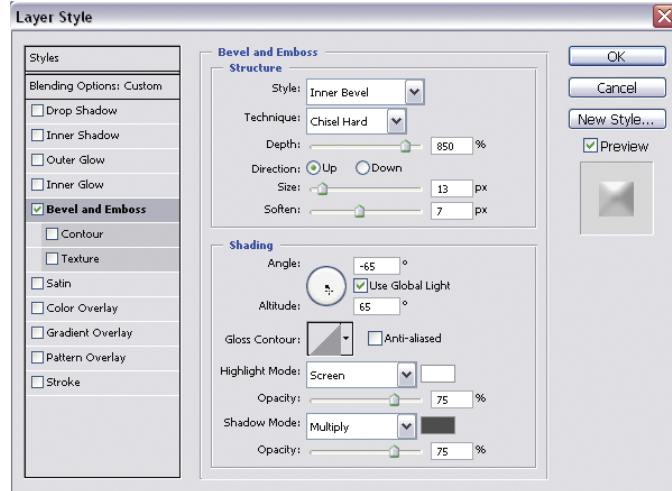 Layer Style
Styles
Blending Options: Custom
Drop Shadow
Inner Shadow
Outer Glow
Inner Glow
Bevel and Emboss
Contour
Texture
Satin
Color Overlay
Gradient Overlay
Pattern Overlay
Stroke
Bevel and Emboss
Structure
Style: Inner Bevel
Technique: Chisel Hard
Depth: 850 %
Direction: Up Down
Size: 13 px
Soften: 7 px
Shading
Angle: -65 °
Use Global Light
Altitude: 65 °
Gloss Contour: Anti-aliased
Highlight Mode: Screen
Opacity: 75 %
Shadow Mode: Multiply
Opacity: 75 %
OK
Cancel
New Style...
Preview